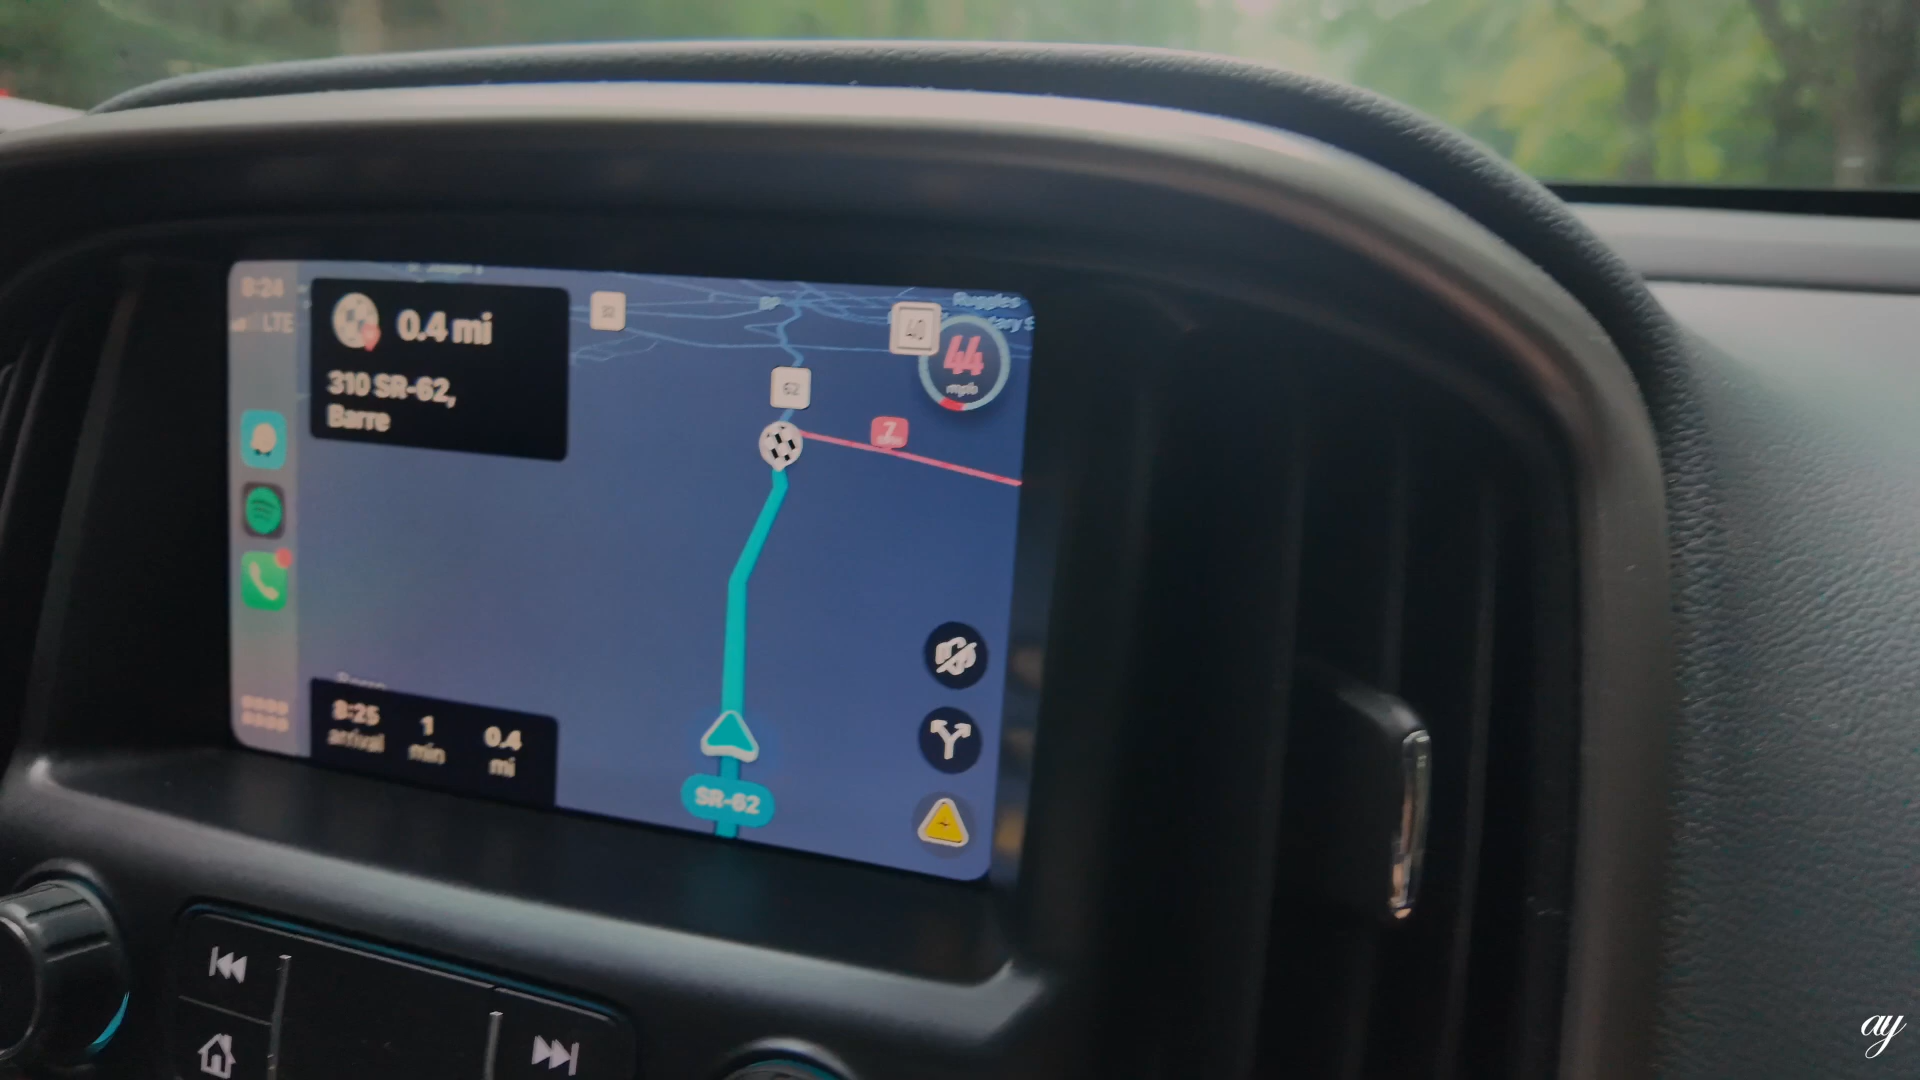 8:24
LTE
0.4 mi
310 SR-62,
Barre
32
62
40
44
mph
Ruggles
7
8:25
arrival
1
min
0.4
mi
SR-62
ay